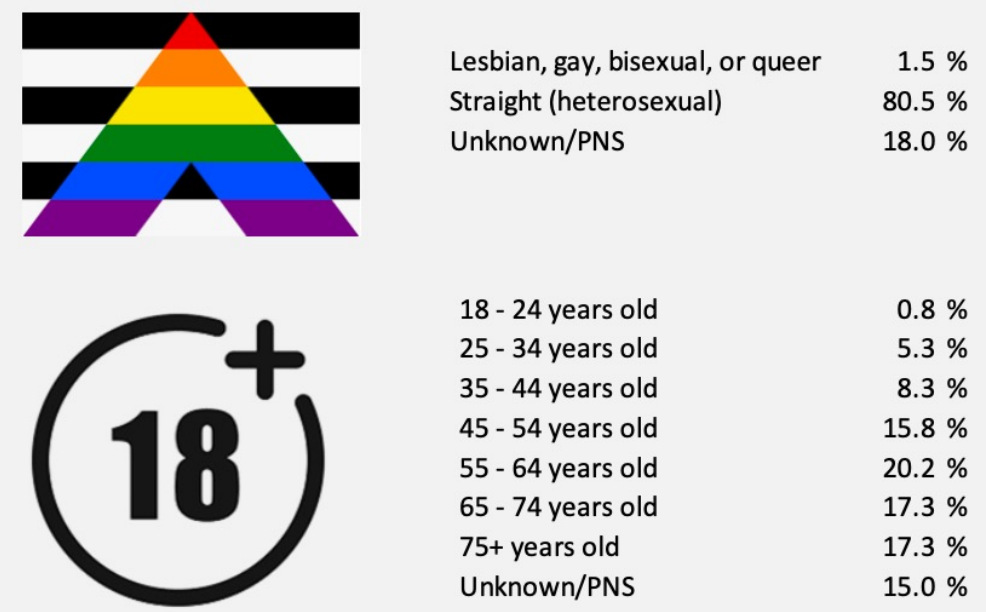 Lesbian, gay, bisexual, or queer 1.5 %
Straight (heterosexual) 80.5 %
Unknown/PNS 18.0 %
18+
18 - 24 years old 0.8 %
25 - 34 years old 5.3 %
35 - 44 years old 8.3 %
45 - 54 years old 15.8 %
55 - 64 years old 20.2 %
65 - 74 years old 17.3 %
75+ years old 17.3 %
Unknown/PNS 15.0 %